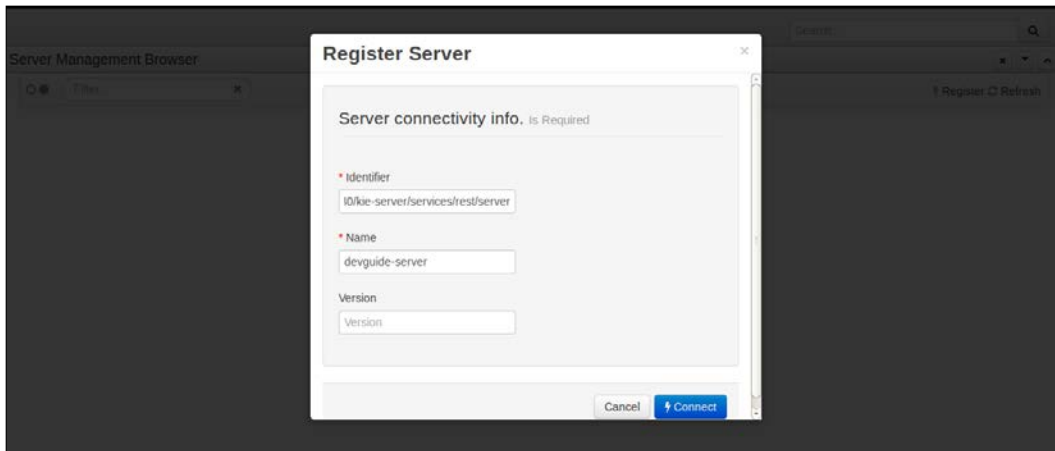 Search
Server Management Browser
Filter
Register Refresh
Register Server
Server connectivity info. Is Required
* Identifier
l0/kie-server/services/rest/server
* Name
devguide-server
Version
Version
Cancel Connect